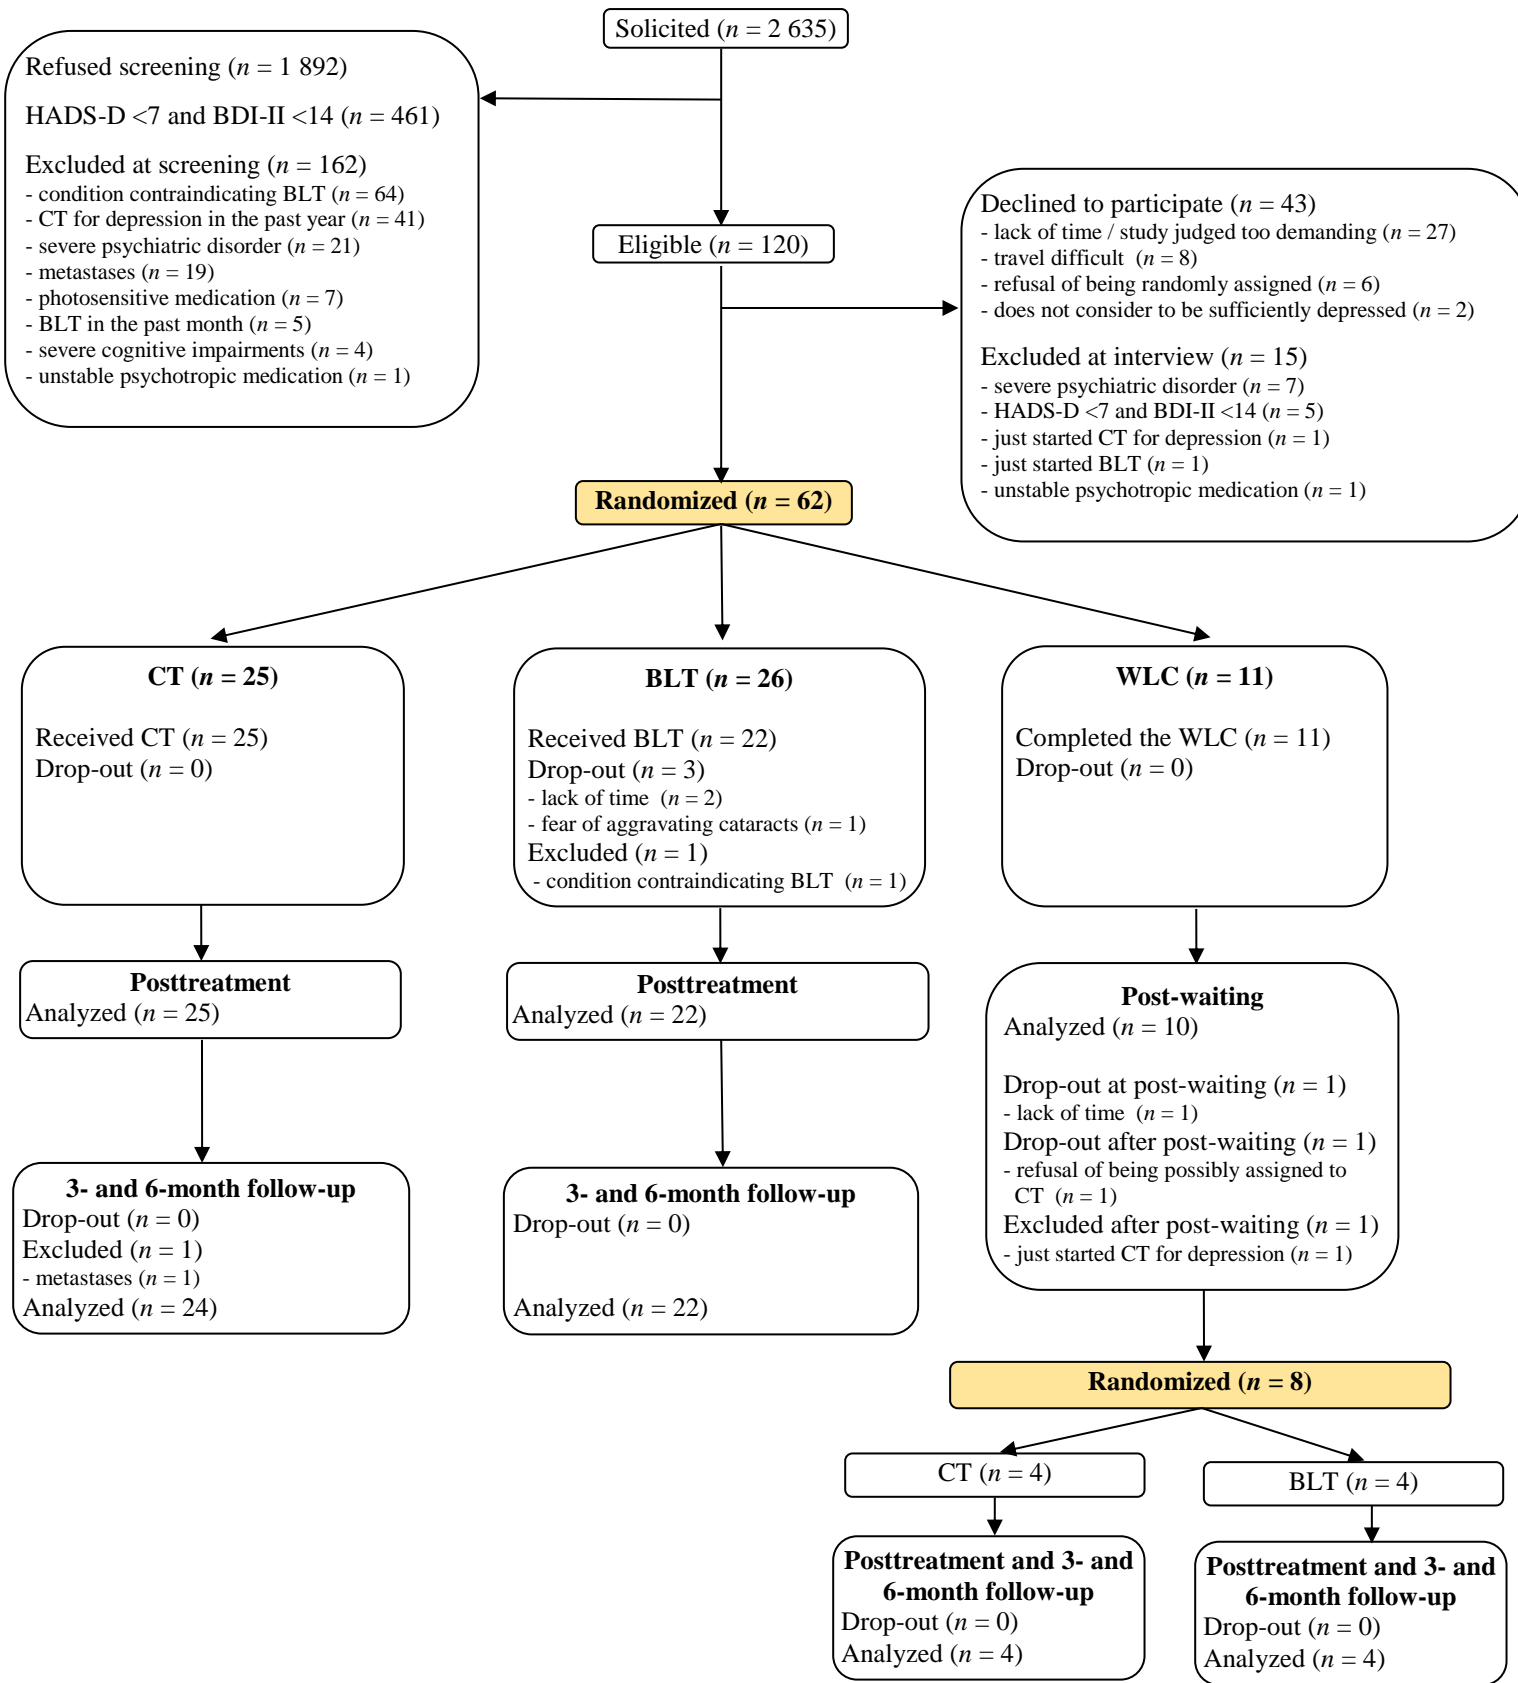 Solicited (n = 2 635)
Refused screening (n = 1 892)
HADS-D <7 and BDI-II <14 (n = 461)
Excluded at screening (n = 162)
- condition contraindicating BLT (n = 64)
- CT for depression in the past year (n = 41)
- severe psychiatric disorder (n = 21)
- metastases (n = 19)
- photosensitive medication (n = 7)
- BLT in the past month (n = 5)
- severe cognitive impairments (n = 4)
- unstable psychotropic medication (n = 1)
Eligible (n = 120)
Declined to participate (n = 43)
- lack of time / study judged too demanding (n = 27)
- travel difficult (n = 8)
- refusal of being randomly assigned (n = 6)
- does not consider to be sufficiently depressed (n = 2)
Excluded at interview (n = 15)
- severe psychiatric disorder (n = 7)
- HADS-D <7 and BDI-II <14 (n = 5)
- just started CT for depression (n = 1)
- just started BLT (n = 1)
- unstable psychotropic medication (n = 1)
Randomized (n = 62)
CT (n = 25)
Received CT (n = 25)
Drop-out (n = 0)
BLT (n = 26)
Received BLT (n = 22)
Drop-out (n = 3)
- lack of time (n = 2)
- fear of aggravating cataracts (n = 1)
Excluded (n = 1)
- condition contraindicating BLT (n = 1)
WLC (n = 11)
Completed the WLC (n = 11)
Drop-out (n = 0)
Posttreatment
Analyzed (n = 25)
Posttreatment
Analyzed (n = 22)
Post-waiting
Analyzed (n = 10)
Drop-out at post-waiting (n = 1)
- lack of time (n = 1)
Drop-out after post-waiting (n = 1)
- refusal of being possibly assigned to
CT (n = 1)
Excluded after post-waiting (n = 1)
- just started CT for depression (n = 1)
3- and 6-month follow-up
Drop-out (n = 0)
Excluded (n = 1)
- metastases (n = 1)
Analyzed (n = 24)
3- and 6-month follow-up
Drop-out (n = 0)
Analyzed (n = 22)
Randomized (n = 8)
CT (n = 4)
BLT (n = 4)
Posttreatment and 3- and
6-month follow-up
Drop-out (n = 0)
Analyzed (n = 4)
Posttreatment and 3- and
6-month follow-up
Drop-out (n = 0)
Analyzed (n = 4)